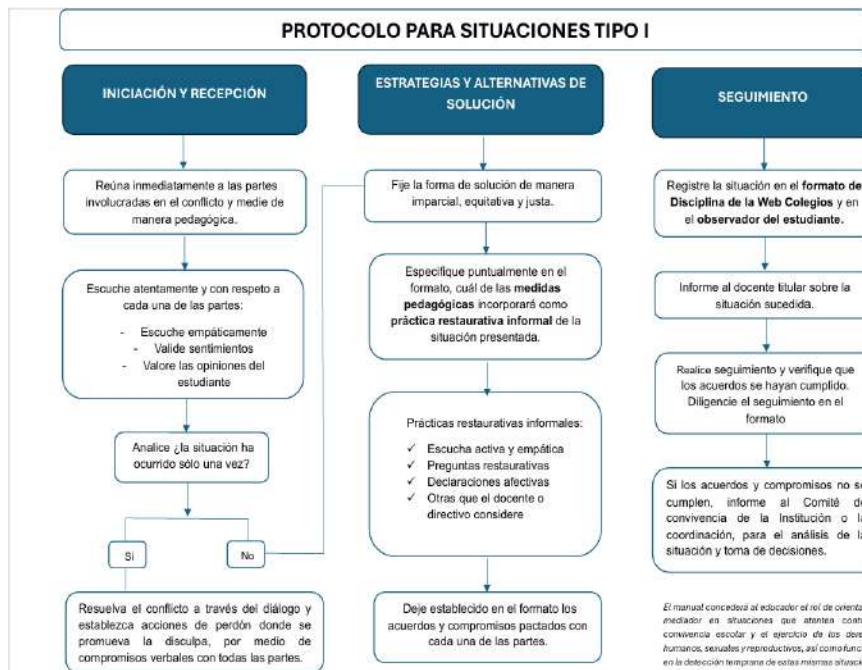 PROTOCOLO PARA SITUACIONES TIPO I
INICIACIÓN Y RECEPCIÓN
Reúna inmediatamente a las partes
involucradas en el conflicto y medie de
manera pedagógica.
Escuche atentamente y con respeto a
cada una de las partes:
- Escuche empáticamente
- Valide sentimientos
- Valore las opiniones del
estudiante
Analice ¿la situación ha
ocurrido sólo una vez?
Sí
No
Resuelva el conflicto a través del diálogo y
establezca acciones de perdón donde se
promueva la disculpa, por medio de
compromisos verbales con todas las partes.
ESTRATEGIAS Y ALTERNATIVAS DE
SOLUCIÓN
Fije la forma de solución de manera
imparcial, equitativa y justa.
Especifique puntualmente en el
formato, cuál de las medidas
pedagógicas incorporará como
práctica restaurativa informal de la
situación presentada.
Prácticas restaurativas informales:
✓ Escucha activa y empática
✓ Preguntas restaurativas
✓ Declaraciones afectivas
✓ Otras que el docente o
directivo considere
Deje establecido en el formato los
acuerdos y compromisos pactados con
cada una de las partes.
SEGUIMIENTO
Registre la situación en el formato de
Disciplina de la Web Colegios y en
el observador del estudiante.
Informe al docente titular sobre la
situación sucedida.
Realice seguimiento y verifique que
los acuerdos se hayan cumplido.
Diligencie el seguimiento en el
formato
Si los acuerdos y compromisos no se
cumplen, informe al Comité de
convivencia de la Institución o la
coordinación, para el análisis de la
situación y toma de decisiones.
El manual concederá al educador el rol de
mediador en situaciones que atenten
convivencia escolar y el ejercicio de los
humanos, sexuales y reproductivos, así como
en la detección temprana de estas mismas